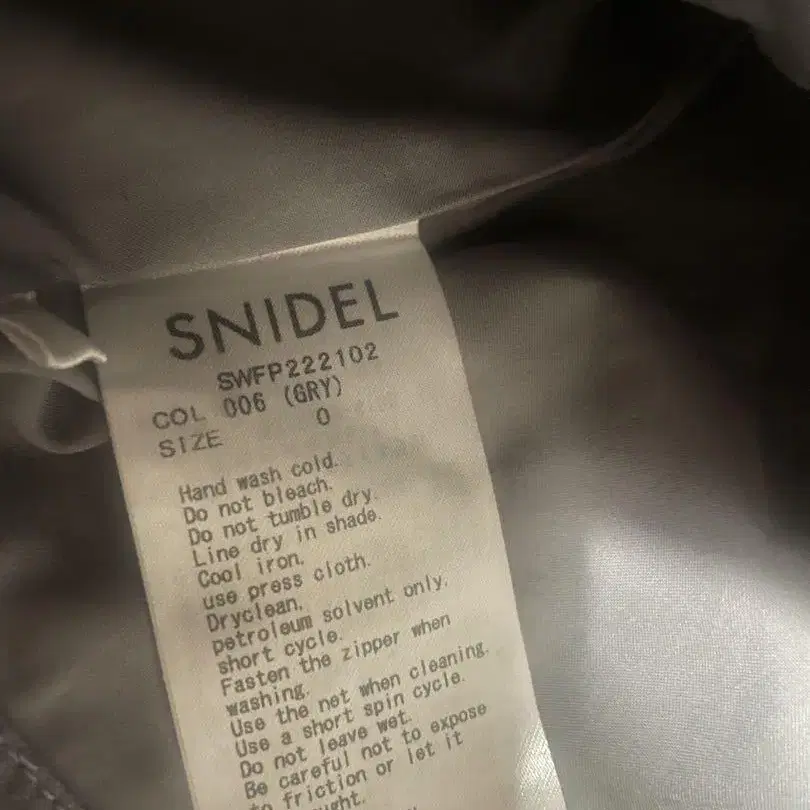 SNIDEL
SWFP222102
COL 006 (GRY)
SIZE 0
Hand wash cold.
Do not bleach.
Do not tumble dry.
Line dry in shade.
Cool iron.
use press cloth.
Dryclean.
petroleum solvent only.
short cycle.
Fasten the zipper when
washing.
Use the net when cleaning.
Use a short spin cycle.
Do not leave wet.
Be careful not to expose
to friction or let it